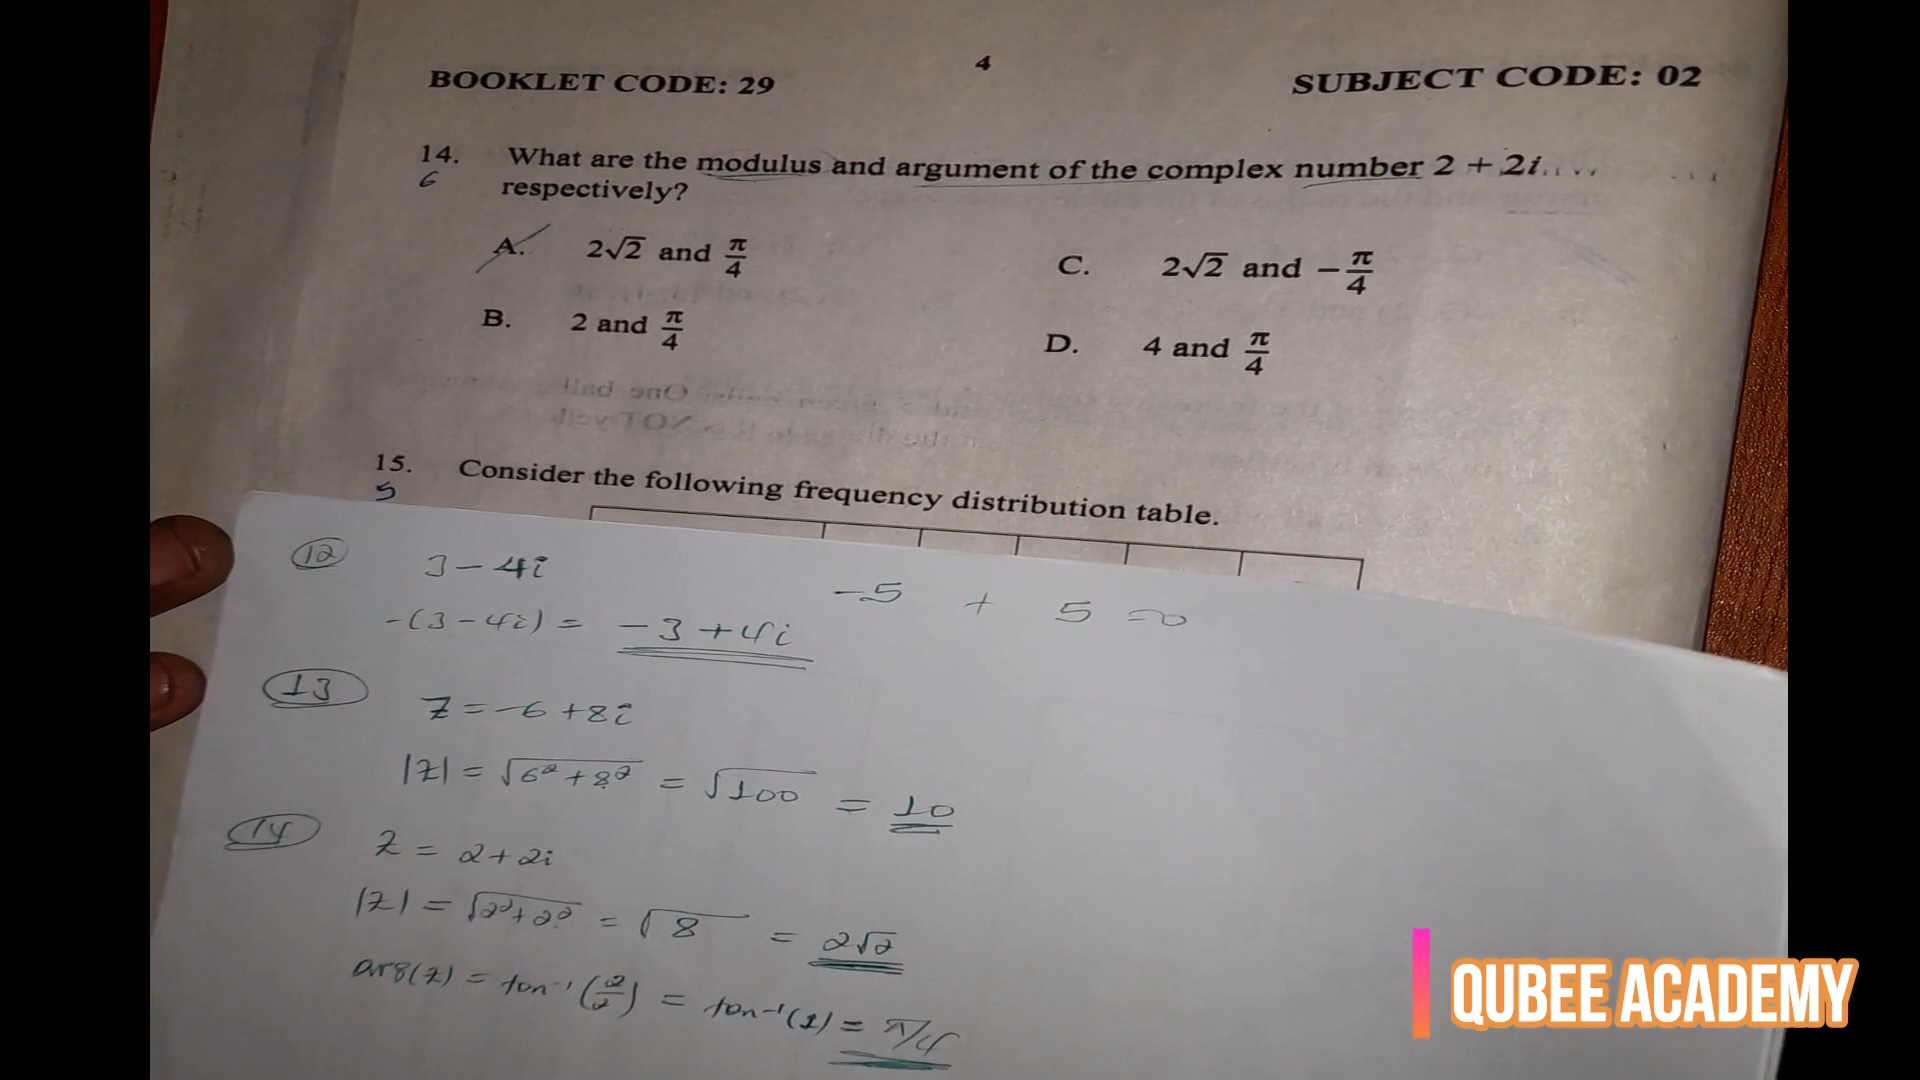 4
BOOKLET CODE: 29
SUBJECT CODE: 02
14. What are the modulus and argument of the complex number 2 + 2i
6
respectively?
A. 2√2 and π/4
C. 2√2 and −π/4
B. 2 and π/4
D. 4 and π/4
15. Consider the following frequency distribution table.
5
12 3 − 4i
−5 + 5 = 0
−(3 − 4i) = −3 + 4i
13
z = −6 + 8i
|z| = √6² + 8² = √100 = 10
14
z = 2 + 2i
|z| = √2² + 2² = √8 = 2√2
arg(z) = tan⁻¹(2/2) = tan⁻¹(1) = π/4
QUBEE ACADEMY